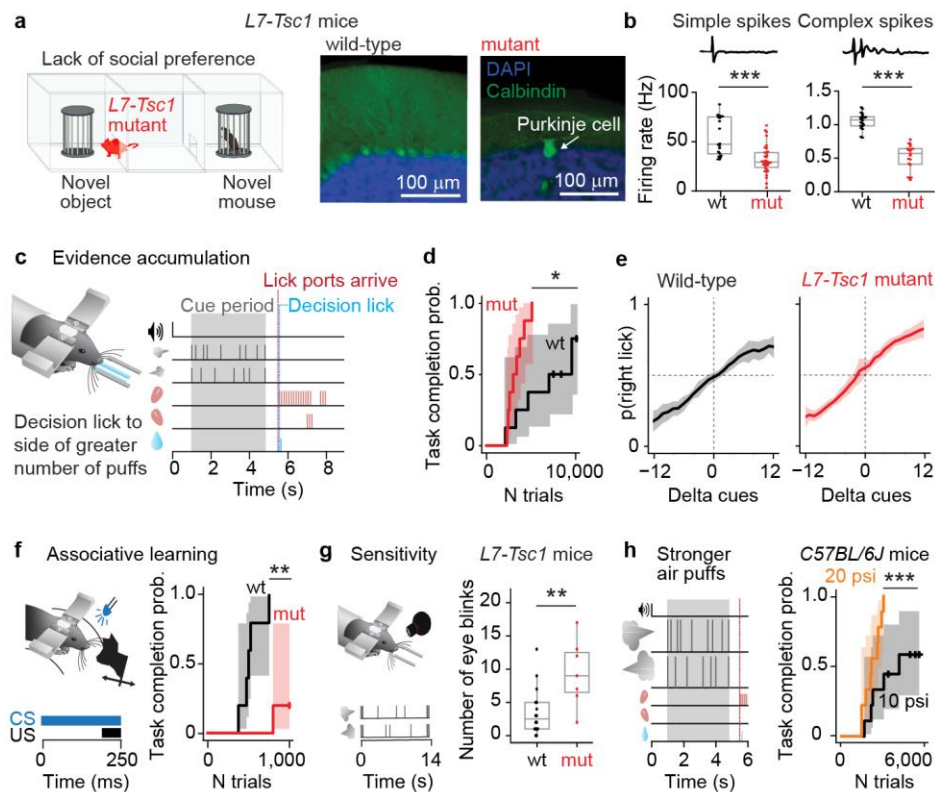 a
L7-Tsc1 mice
Lack of social preference
L7-Tsc1
mutant
Novel
object
Novel
mouse
wild-type
100 μm
mutant
DAPI
Calbindin
Purkinje cell
100 μm
b
Simple spikes
Complex spikes
***
***
Firing rate (Hz)
100
50
0
wt
mut
1.5
1.0
0.5
0.0
wt
mut
c
Evidence accumulation
Lick ports arrive
Cue period
Decision lick
Decision lick to
side of greater
number of puffs
0 2 4 6 8
Time (s)
d
Task completion prob.
1.0
0.5
0
mut
wt
*
0
10,000
N trials
e
Wild-type
L7-Tsc1 mutant
p(right lick)
1
0
−12 0 12
−12 0 12
Delta cues
Delta cues
f
Associative learning
CS
US
0 250
Time (ms)
Task completion prob.
1.0
0.5
0
wt
**
mut
0 1,000
N trials
g
Sensitivity
L7-Tsc1 mice
0 14
Time (s)
Number of eye blinks
20
15
10
5
0
**
wt
mut
h
Stronger
air puffs
C57BL/6J mice
0 2 4 6
Time (s)
Task completion prob.
1.0
0.5
0
20 psi
***
10 psi
0 6,000
N trials